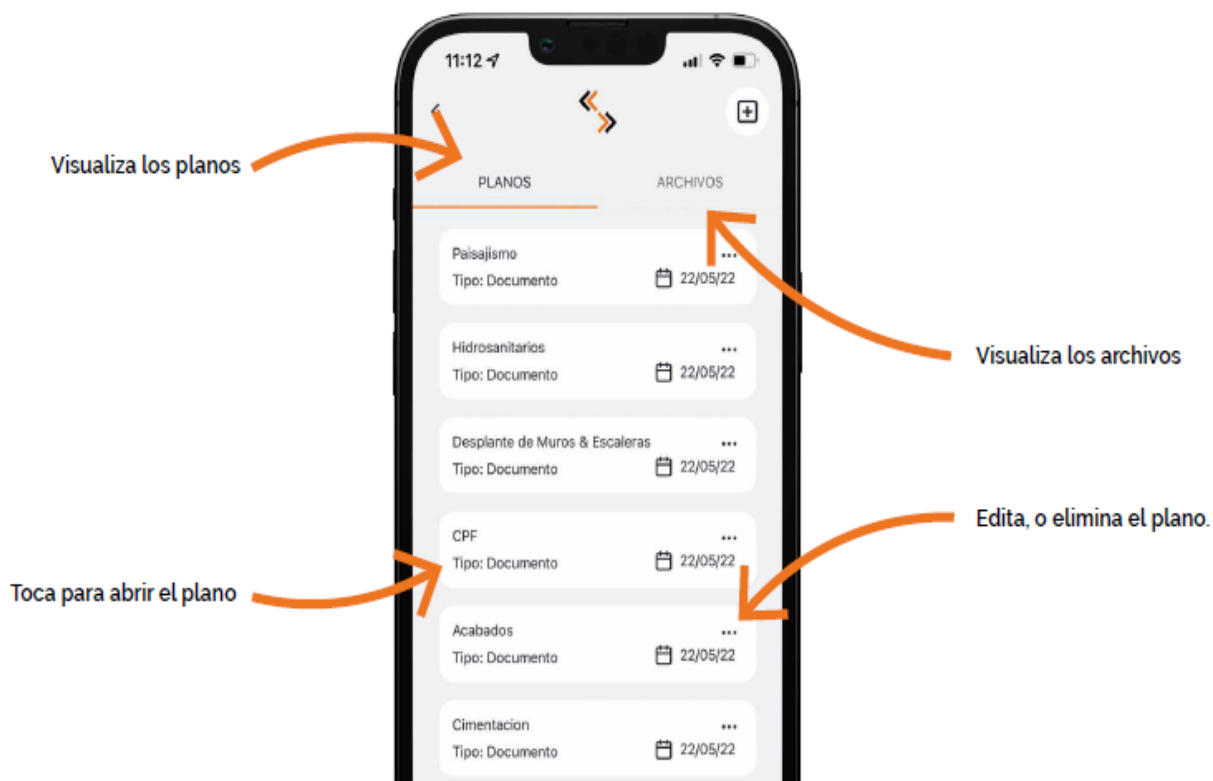 11:12
Visualiza los planos
PLANOS
ARCHIVOS
Paisajismo
Tipo: Documento
22/05/22
Visualiza los archivos
Hidrosanitarios
Tipo: Documento
22/05/22
Desplante de Muros & Escaleras
Tipo: Documento
22/05/22
Edita, o elimina el plano.
CPF
Tipo: Documento
22/05/22
Toca para abrir el plano
Acabados
Tipo: Documento
22/05/22
Cimentacion
Tipo: Documento
22/05/22